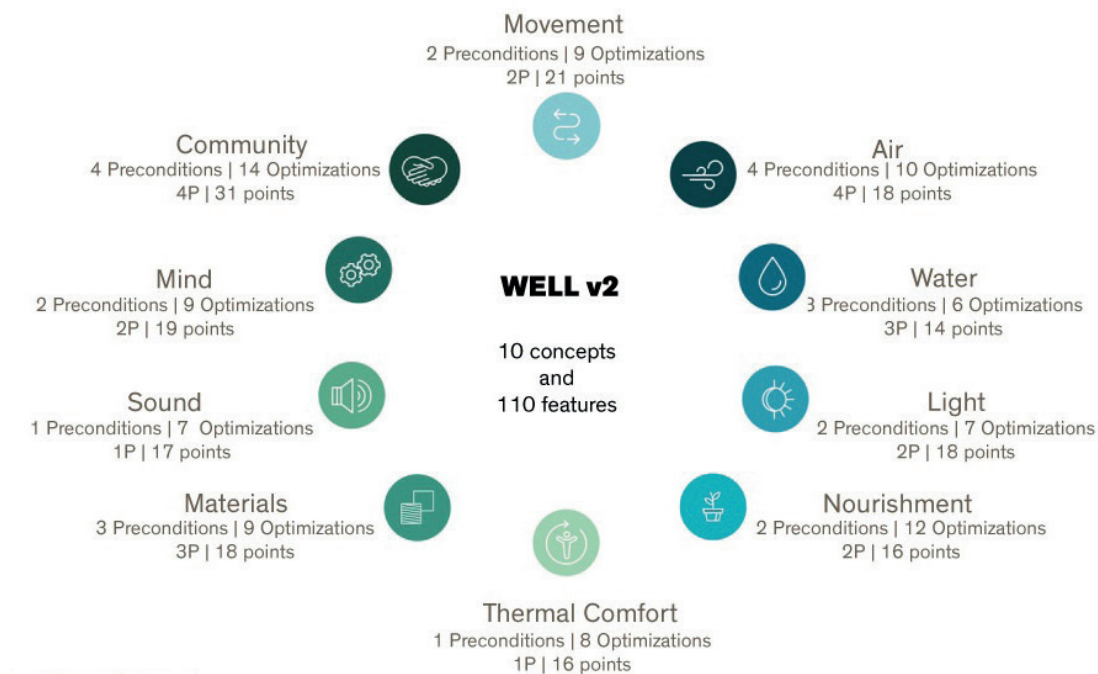 Movement
2 Preconditions | 9 Optimizations
2P | 21 points
Community
4 Preconditions | 14 Optimizations
4P | 31 points
Air
4 Preconditions | 10 Optimizations
4P | 18 points
Mind
2 Preconditions | 9 Optimizations
2P | 19 points
WELL v2
10 concepts
and
110 features
Water
3 Preconditions | 6 Optimizations
3P | 14 points
Sound
1 Preconditions | 7 Optimizations
1P | 17 points
Light
2 Preconditions | 7 Optimizations
2P | 18 points
Materials
3 Preconditions | 9 Optimizations
3P | 18 points
Nourishment
2 Preconditions | 12 Optimizations
2P | 16 points
Thermal Comfort
1 Preconditions | 8 Optimizations
1P | 16 points